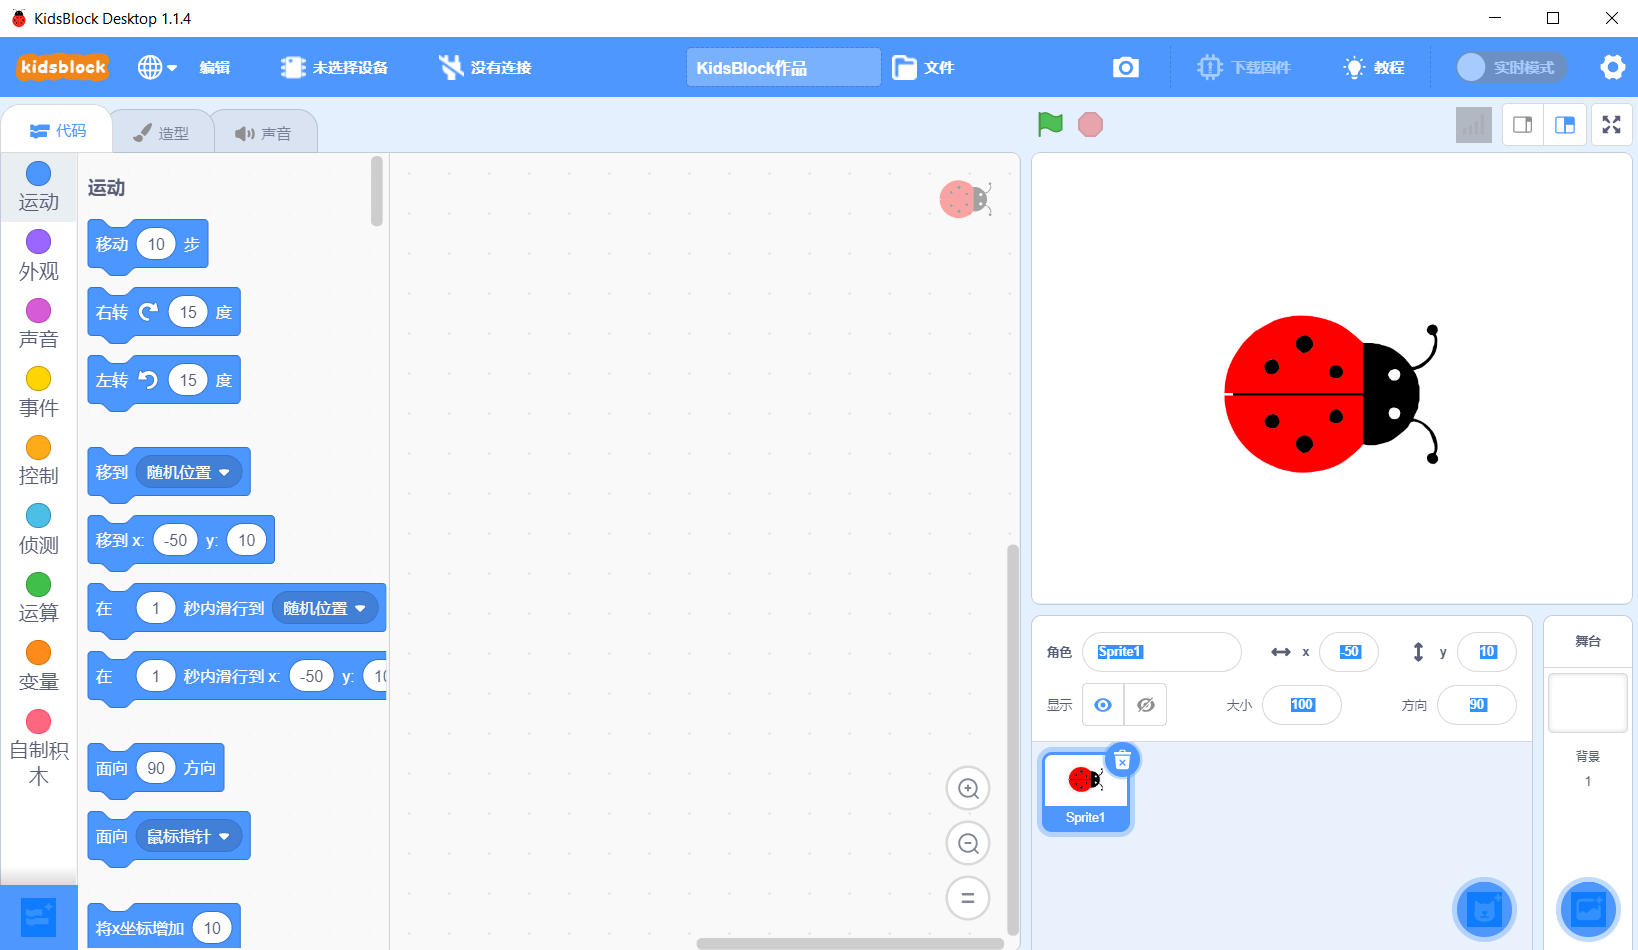 KidsBlock Desktop 1.1.4
kidsblock
编辑
未选择设备
没有连接
KidsBlock作品
文件
下载固件
教程
实时模式
代码
造型
声音
运动
外观
声音
事件
控制
侦测
运算
变量
自制积
木
运动
移动 10 步
右转 15 度
左转 15 度
移到 随机位置
移到 x: -50 y: 10
在 1 秒内滑行到 随机位置
在 1 秒内滑行到 x: -50 y: 10
面向 90 方向
面向 鼠标指针
将x坐标增加 10
角色 Sprite1 x -50 y 10
显示 大小 100 方向 90
Sprite1
舞台
背景
1